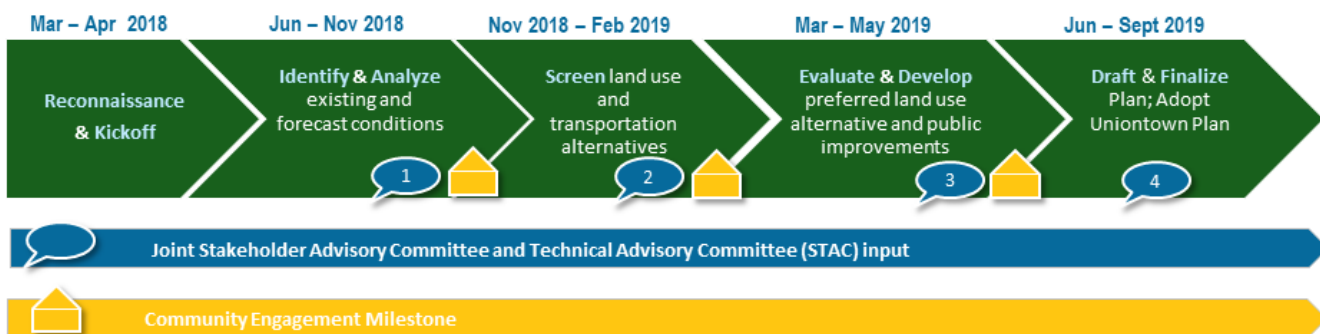 Mar – Apr 2018
Jun – Nov 2018
Nov 2018 – Feb 2019
Mar – May 2019
Jun – Sept 2019
Reconnaissance
& Kickoff
Identify & Analyze
existing and
forecast conditions
1
Screen land use
and
transportation
alternatives
2
Evaluate & Develop
preferred land use
alternative and public
improvements
3
Draft & Finalize
Plan; Adopt
Uniontown Plan
4
Joint Stakeholder Advisory Committee and Technical Advisory Committee (STAC) input
Community Engagement Milestone